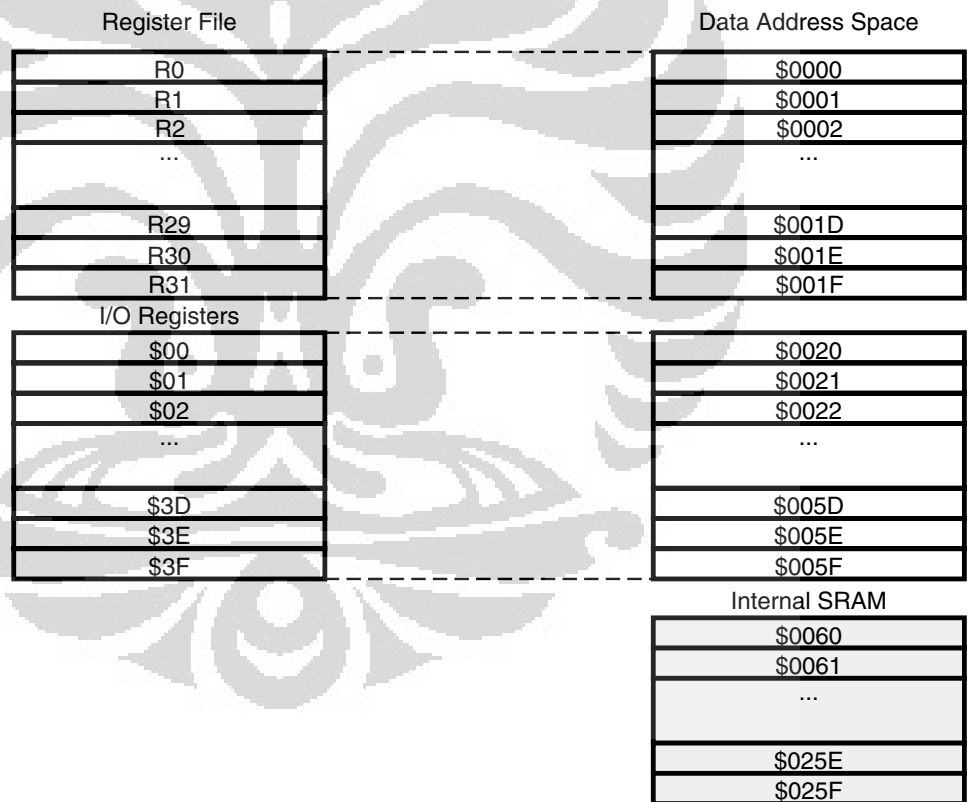 Register File Data Address Space
R0 $0000
R1 $0001
R2 $0002
... ...
R29 $001D
R30 $001E
R31 $001F
I/O Registers
$00 $0020
$01 $0021
$02 $0022
... ...
$3D $005D
$3E $005E
$3F $005F
Internal SRAM
$0060
$0061
...
$025E
$025F